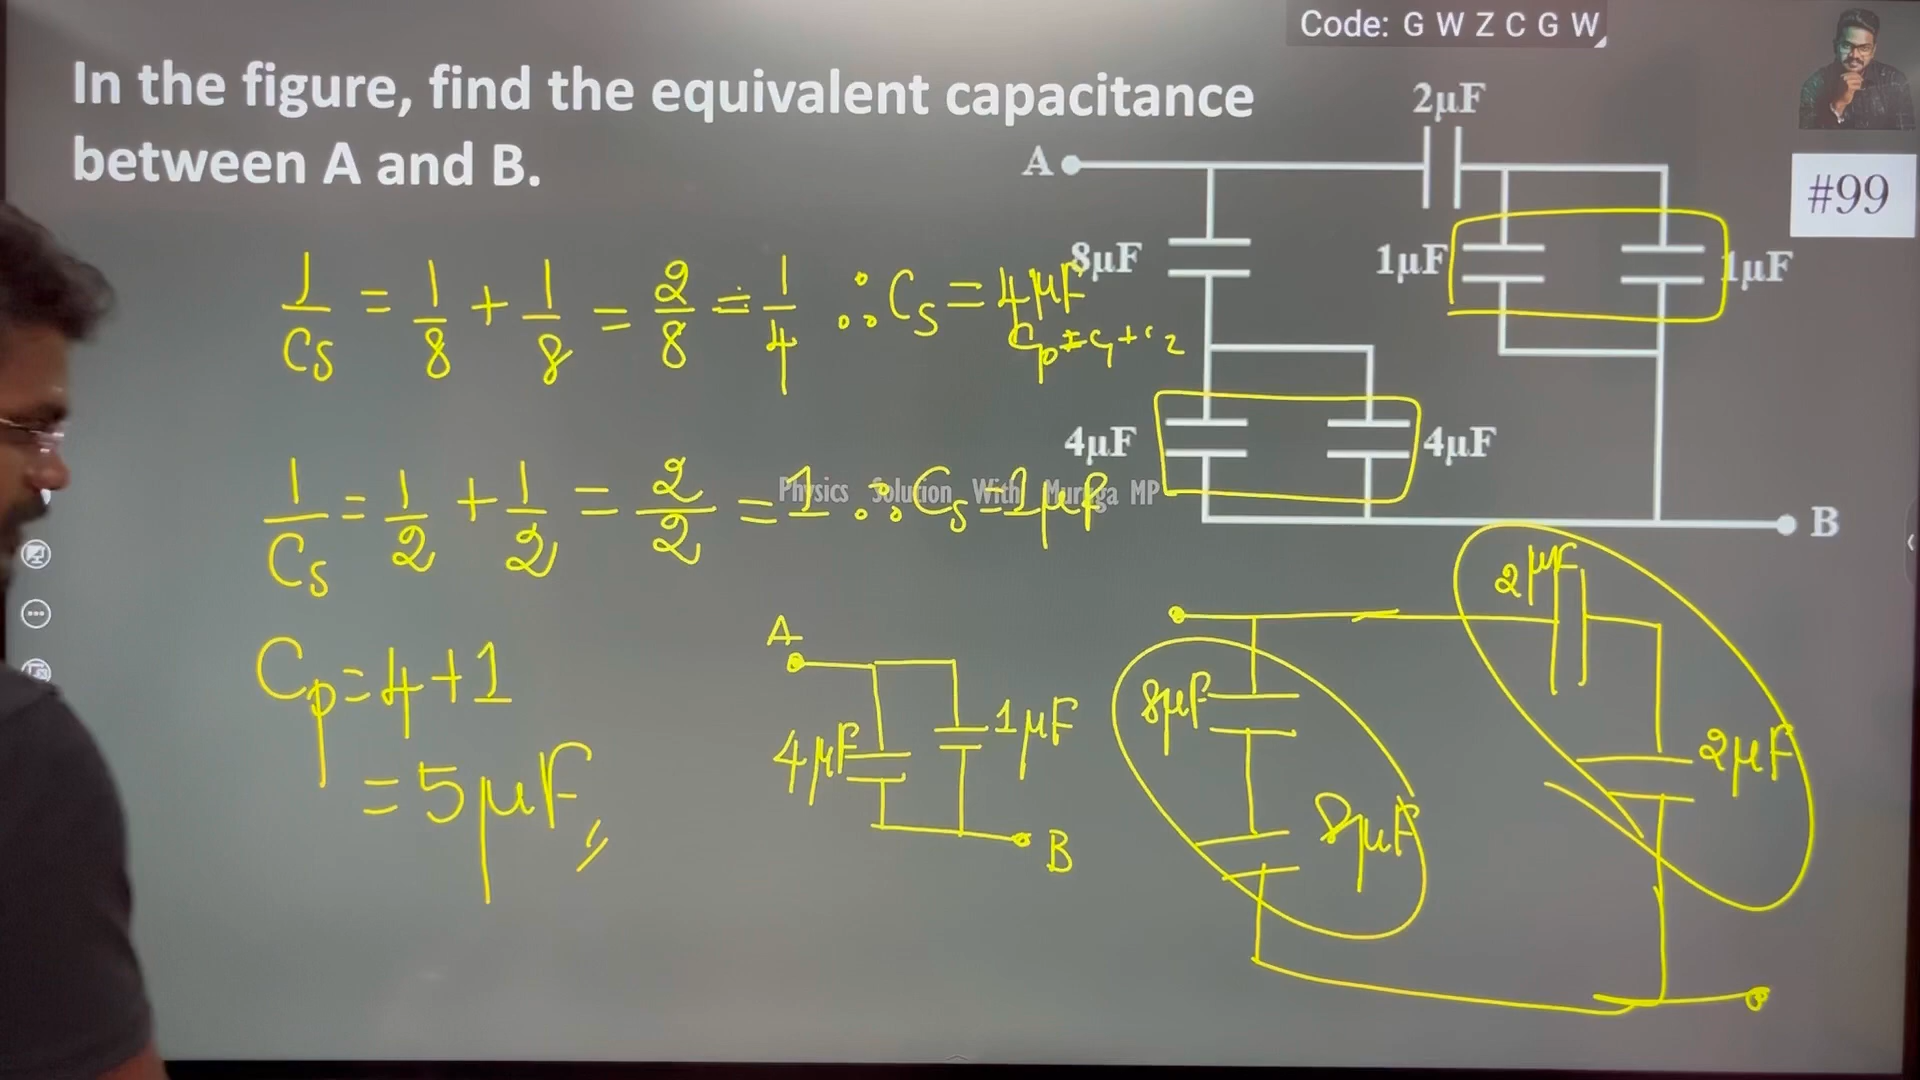 Code: G W Z C G W
In the figure, find the equivalent capacitance
between A and B.
#99
A
2μF
8μF
1μF
1μF
4μF
4μF
B
1/Cs = 1/8 + 1/8 = 2/8 = 1/4 ∴ Cs = 4μF
Cp = C1 + C2
1/Cs = 1/2 + 1/2 = 2/2 = 1 ∴ Cs = 1μF
Physics Solution With Muruga MP
Cp = 4+1
= 5μF
A
4μF
1μF
B
2μF
8μF
2μF
8μF